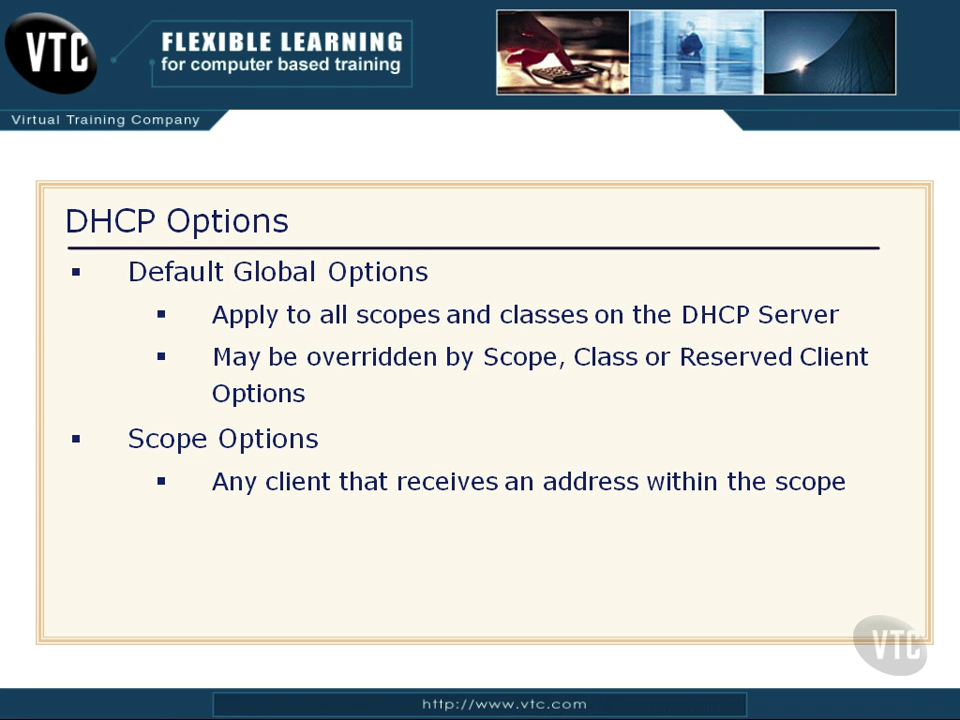 VTC
FLEXIBLE LEARNING
for computer based training
Virtual Training Company
DHCP Options
▪ Default Global Options
▪ Apply to all scopes and classes on the DHCP Server
▪ May be overridden by Scope, Class or Reserved Client
Options
▪ Scope Options
▪ Any client that receives an address within the scope
VTC
http://www.vtc.com